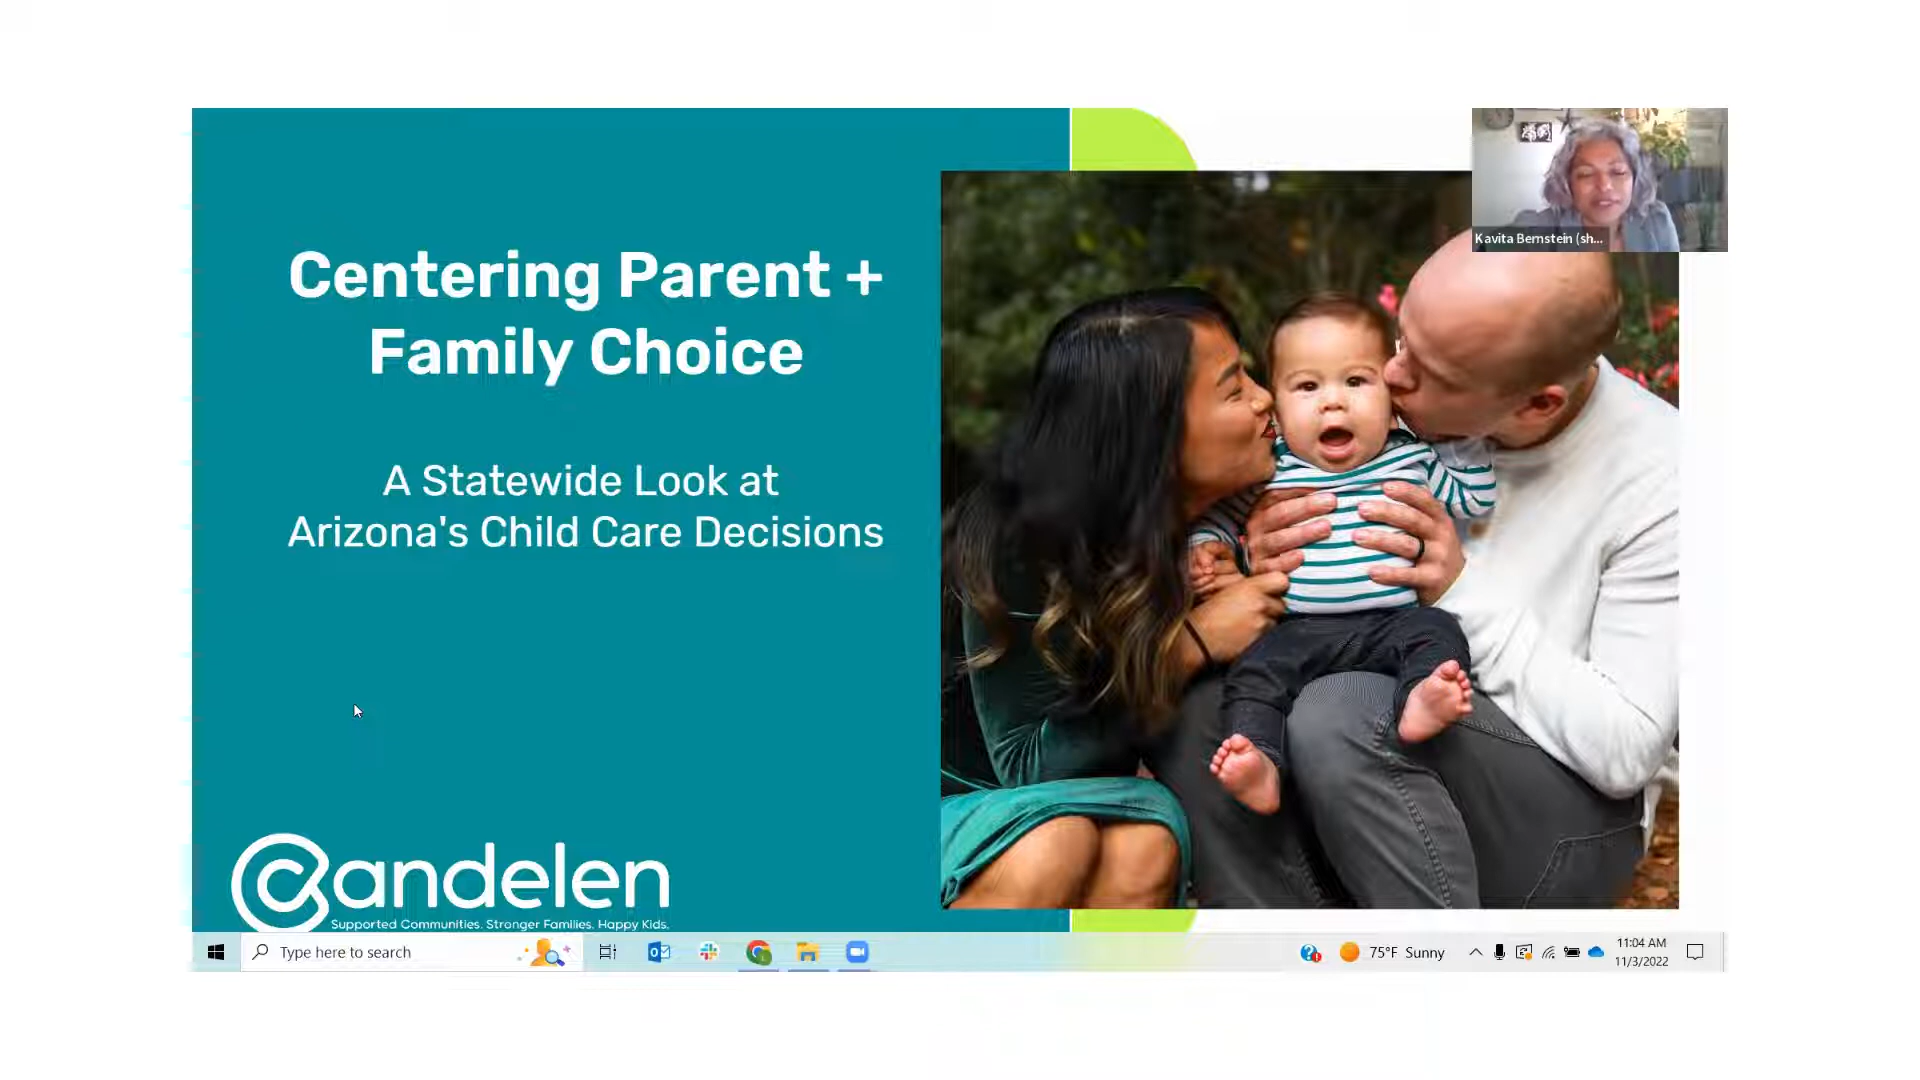 Centering Parent +
Family Choice
A Statewide Look at
Arizona's Child Care Decisions
Kavita Bernstein (sh...
Candelen
Supported Communities. Stronger Families. Happy Kids.
Type here to search
75°F Sunny
11:04 AM
11/3/2022